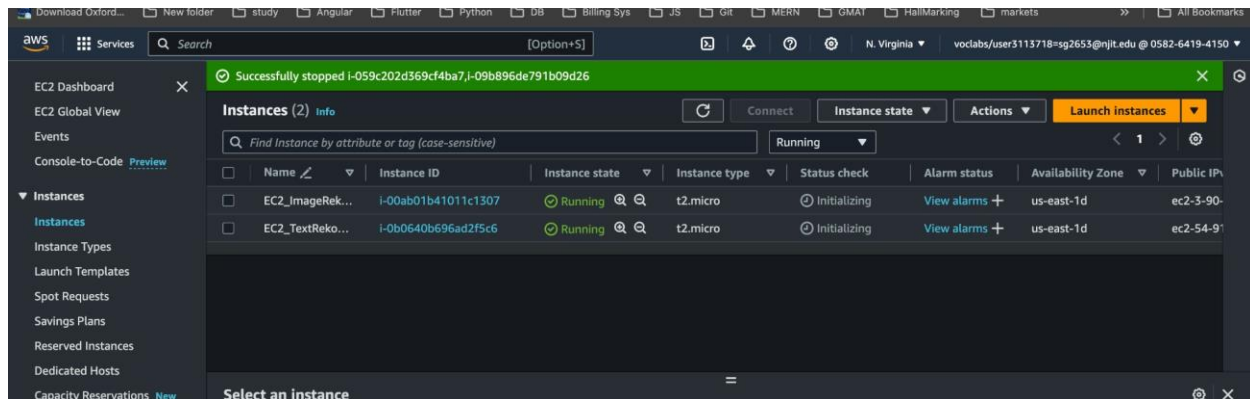 Download Oxford... New folder study Angular Flutter Python DB Billing Sys JS Git MERN GMAT HallMarking markets >> All Bookmarks
aws Services Search [Option+S] N. Virginia voclabs/user3113718=sg2653@njit.edu @ 0582-6419-4150
EC2 Dashboard
EC2 Global View
Events
Console-to-Code Preview
Instances
Instances
Instance Types
Launch Templates
Spot Requests
Savings Plans
Reserved Instances
Dedicated Hosts
Capacity Reservations New
Successfully stopped i-059c202d369cf4ba7,i-09b896de791b09d26
Instances (2) Info Connect Instance state Actions Launch instances
Find Instance by attribute or tag (case-sensitive) Running 1
Name Instance ID Instance state Instance type Status check Alarm status Availability Zone Public IPv
EC2_ImageRek... i-00ab01b41011c1307 Running t2.micro Initializing View alarms + us-east-1d ec2-3-90-
EC2_TextReko... i-0b0640b696ad2f5c6 Running t2.micro Initializing View alarms + us-east-1d ec2-54-91
Select an instance